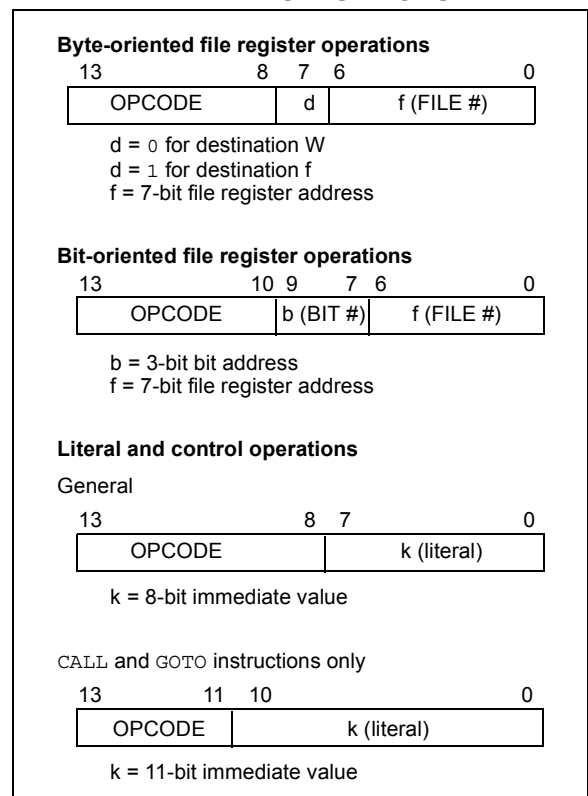 Byte-oriented file register operations
13 8 7 6 0
OPCODE d f (FILE #)
d = 0 for destination W
d = 1 for destination f
f = 7-bit file register address
Bit-oriented file register operations
13 10 9 7 6 0
OPCODE b (BIT #) f (FILE #)
b = 3-bit bit address
f = 7-bit file register address
Literal and control operations
General
13 8 7 0
OPCODE k (literal)
k = 8-bit immediate value
CALL and GOTO instructions only
13 11 10 0
OPCODE k (literal)
k = 11-bit immediate value